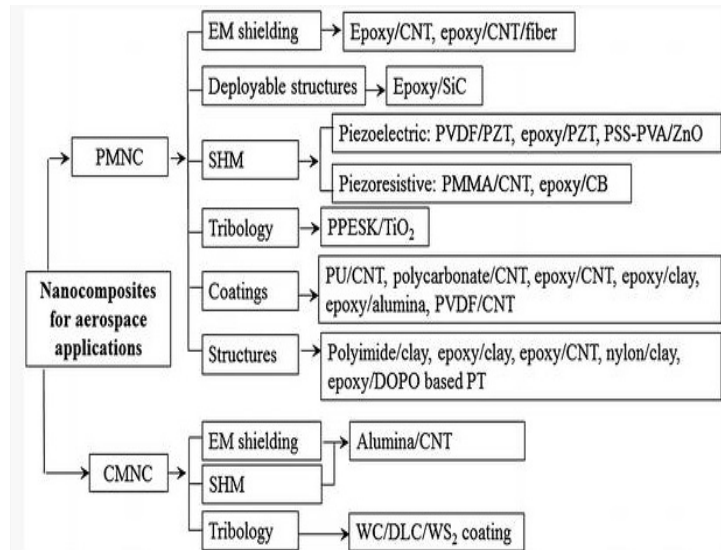 EM shielding
Epoxy/CNT, epoxy/CNT/fiber
Deployable structures
Epoxy/SiC
PMNC
SHM
Piezoelectric: PVDF/PZT, epoxy/PZT, PSS-PVA/ZnO
Piezoresistive: PMMA/CNT, epoxy/CB
Tribology
PPESK/TiO₂
Nanocomposites
for aerospace
applications
Coatings
PU/CNT, polycarbonate/CNT, epoxy/CNT, epoxy/clay,
epoxy/alumina, PVDF/CNT
Structures
Polyimide/clay, epoxy/clay, epoxy/CNT, nylon/clay,
epoxy/DOPO based PT
CMNC
EM shielding
Alumina/CNT
SHM
Tribology
WC/DLC/WS₂ coating